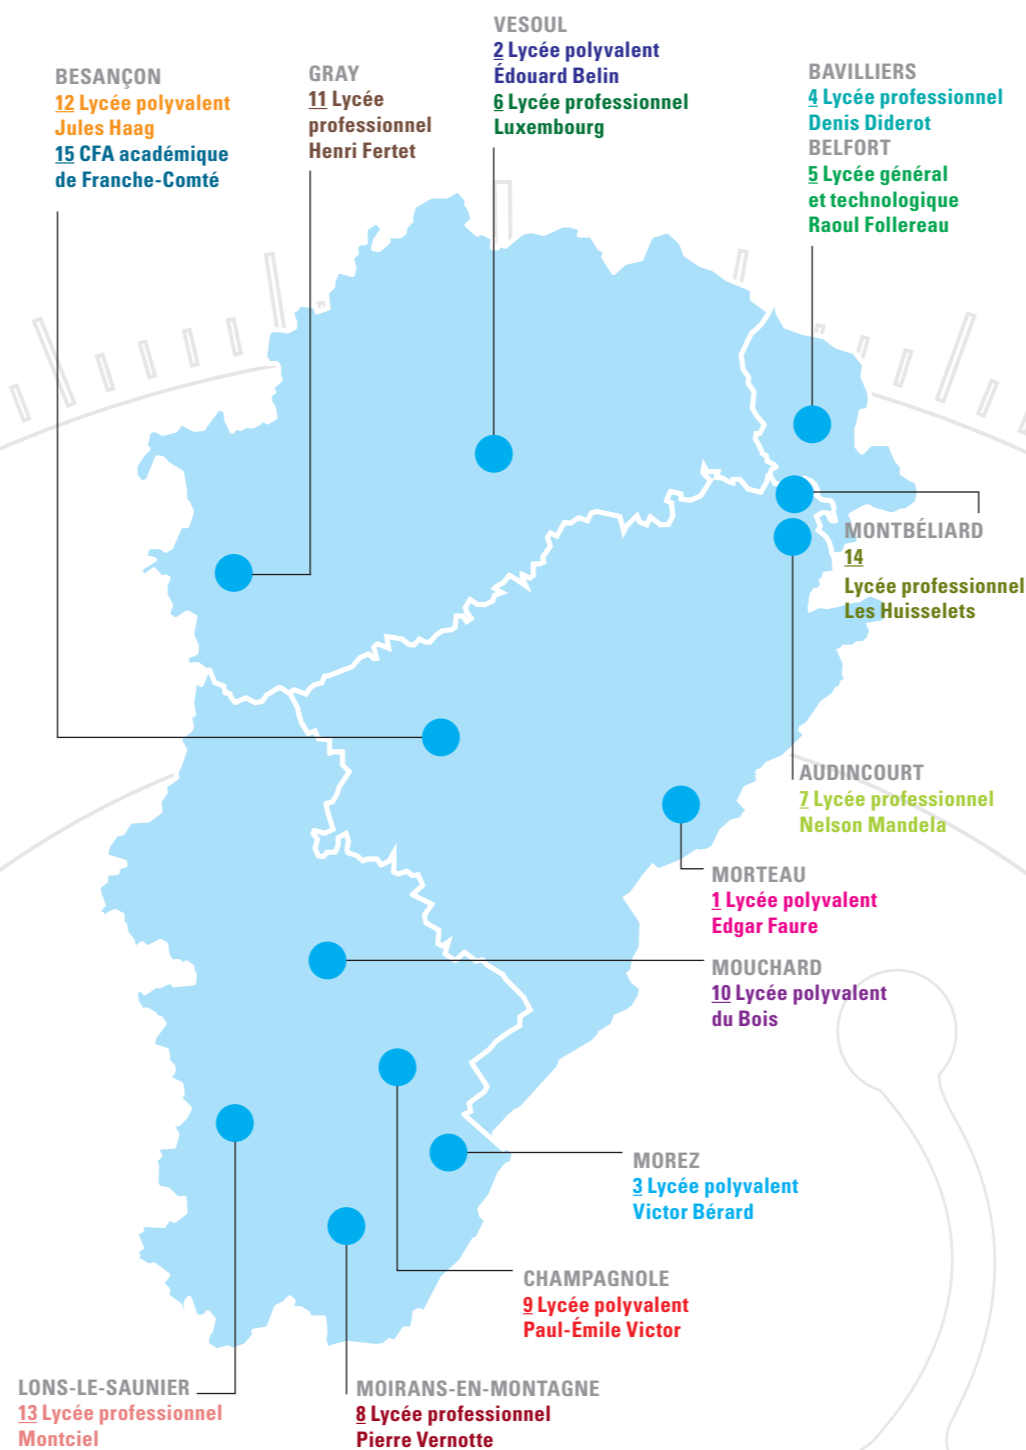 VESOUL
2 Lycée polyvalent
Édouard Belin
6 Lycée professionnel
Luxembourg
BESANÇON
12 Lycée polyvalent
Jules Haag
15 CFA académique
de Franche-Comté
GRAY
11 Lycée
professionnel
Henri Fertet
BAVILLIERS
4 Lycée professionnel
Denis Diderot
BELFORT
5 Lycée général
et technologique
Raoul Follereau
MONTBÉLIARD
14
Lycée professionnel
Les Huisselets
AUDINCOURT
7 Lycée professionnel
Nelson Mandela
MORTEAU
1 Lycée polyvalent
Edgar Faure
MOUCHARD
10 Lycée polyvalent
du Bois
MOREZ
3 Lycée polyvalent
Victor Bérard
CHAMPAGNOLE
9 Lycée polyvalent
Paul-Émile Victor
LONS-LE-SAUNIER
13 Lycée professionnel
Montciel
MOIRANS-EN-MONTAGNE
8 Lycée professionnel
Pierre Vernotte